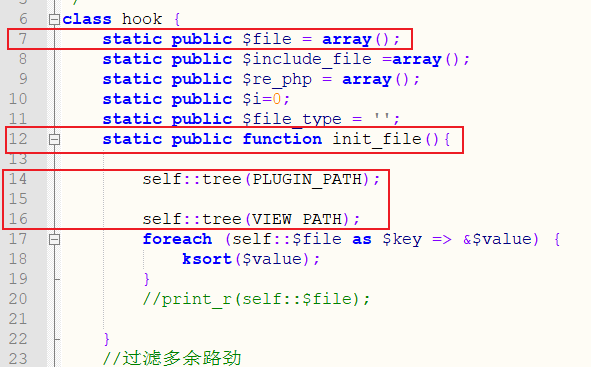 6 class hook {
7 static public $file = array();
8 static public $include_file =array();
9 static public $re_php = array();
10 static public $i=0;
11 static public $file_type = '';
12 static public function init_file(){
13
14 self::tree(PLUGIN_PATH);
15
16 self::tree(VIEW_PATH);
17 foreach (self::$file as $key => &$value) {
18 ksort($value);
19 }
20 //print_r(self::$file);
21
22 }
23 //过滤多余路劲